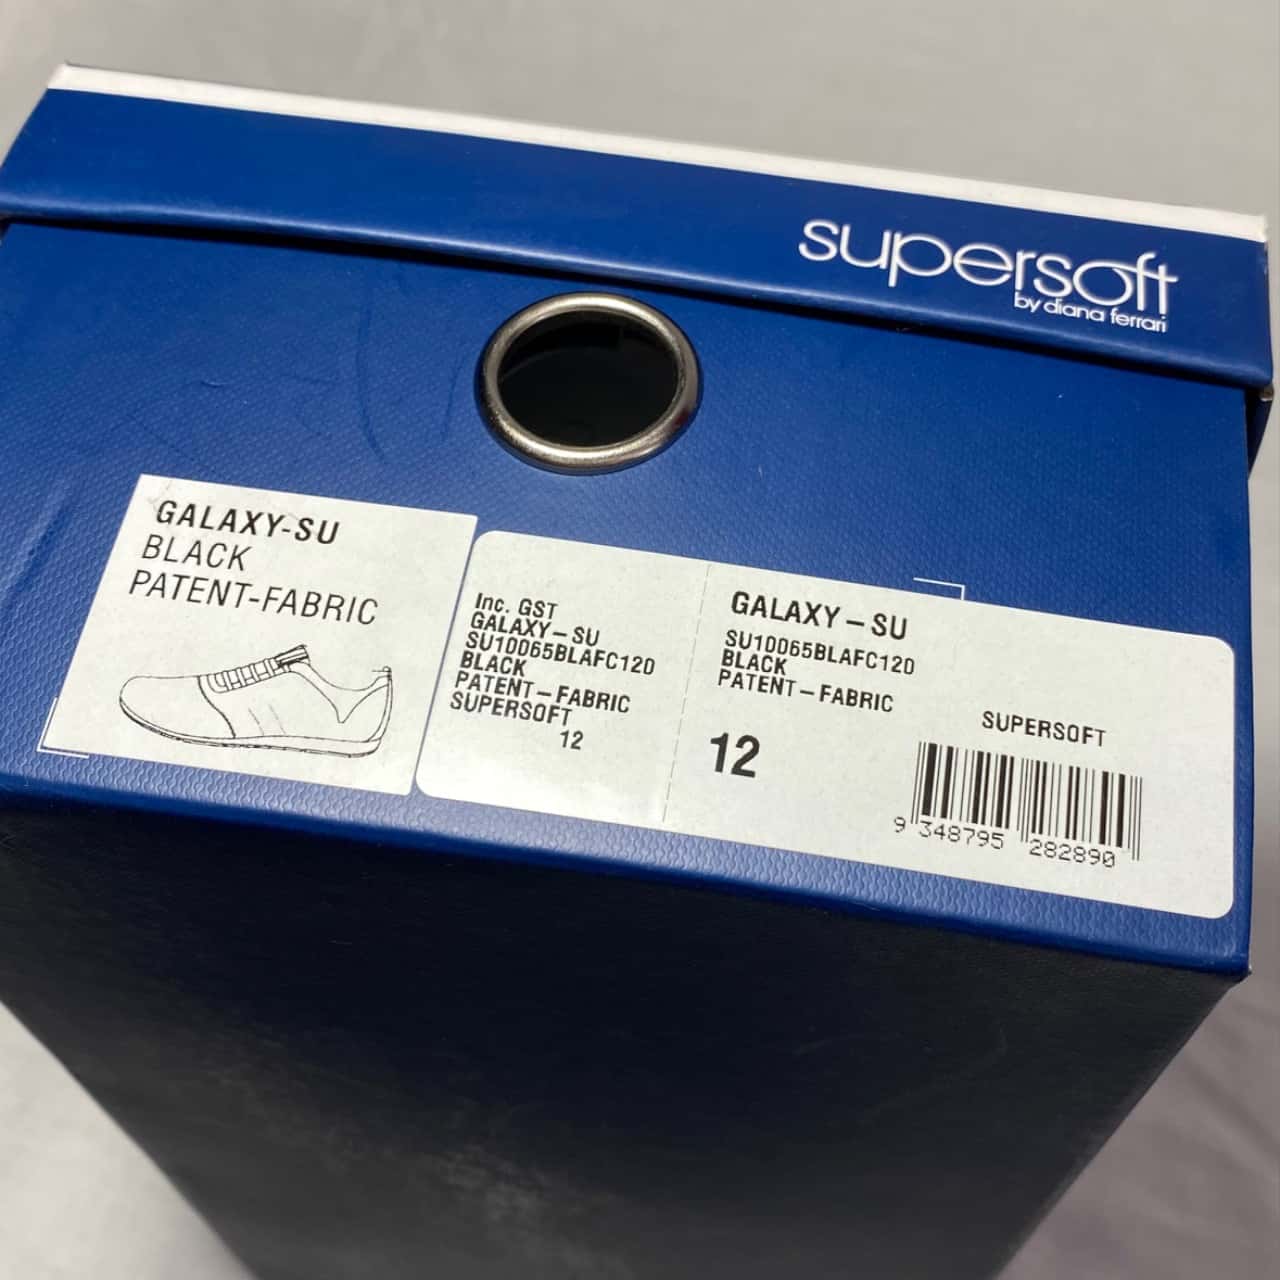 supersoft
by diana ferrari
GALAXY-SU
BLACK
PATENT-FABRIC
Inc. GST
GALAXY-SU
SU10065BLAFC120
BLACK
PATENT-FABRIC
SUPERSOFT
12
GALAXY-SU
SU10065BLAFC120
BLACK
PATENT-FABRIC
SUPERSOFT
12
9 348795 282890